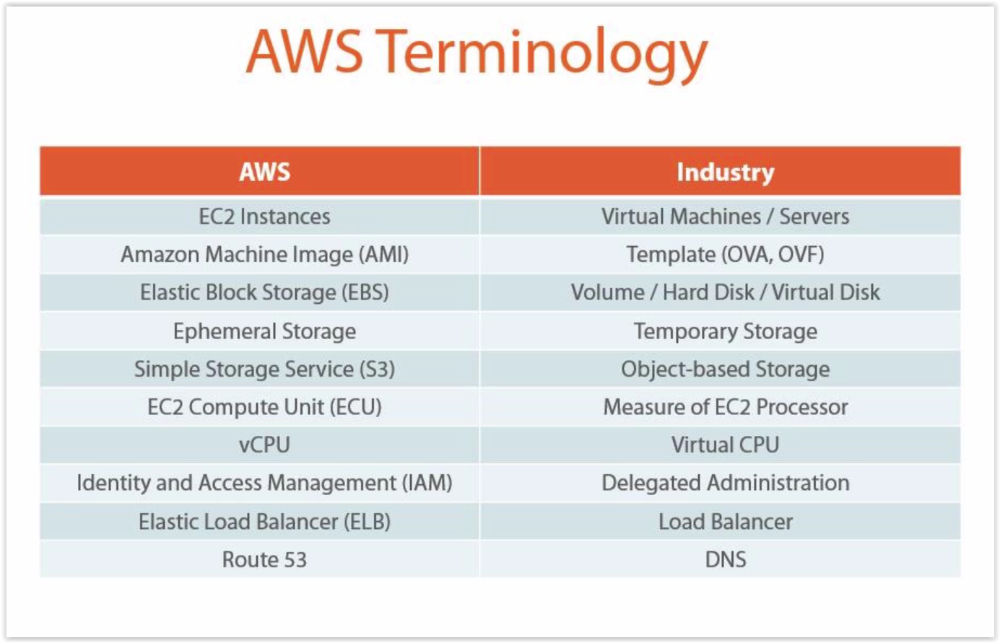 AWS Terminology
AWS Industry
EC2 Instances Virtual Machines / Servers
Amazon Machine Image (AMI) Template (OVA, OVF)
Elastic Block Storage (EBS) Volume / Hard Disk / Virtual Disk
Ephemeral Storage Temporary Storage
Simple Storage Service (S3) Object-based Storage
EC2 Compute Unit (ECU) Measure of EC2 Processor
vCPU Virtual CPU
Identity and Access Management (IAM) Delegated Administration
Elastic Load Balancer (ELB) Load Balancer
Route 53 DNS